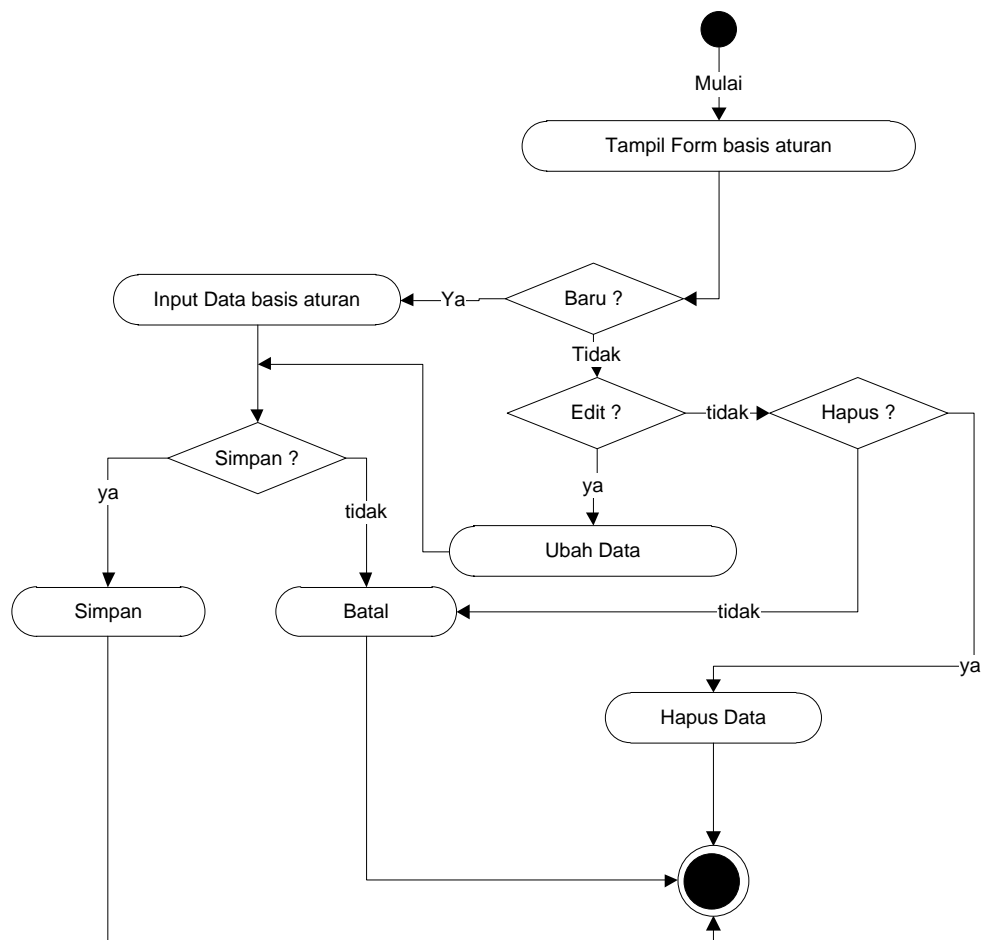 Mulai
Tampil Form basis aturan
Input Data basis aturan
Ya
Baru ?
Tidak
Edit ?
tidak
Hapus ?
Simpan ?
ya
tidak
ya
Ubah Data
Simpan
Batal
tidak
ya
Hapus Data